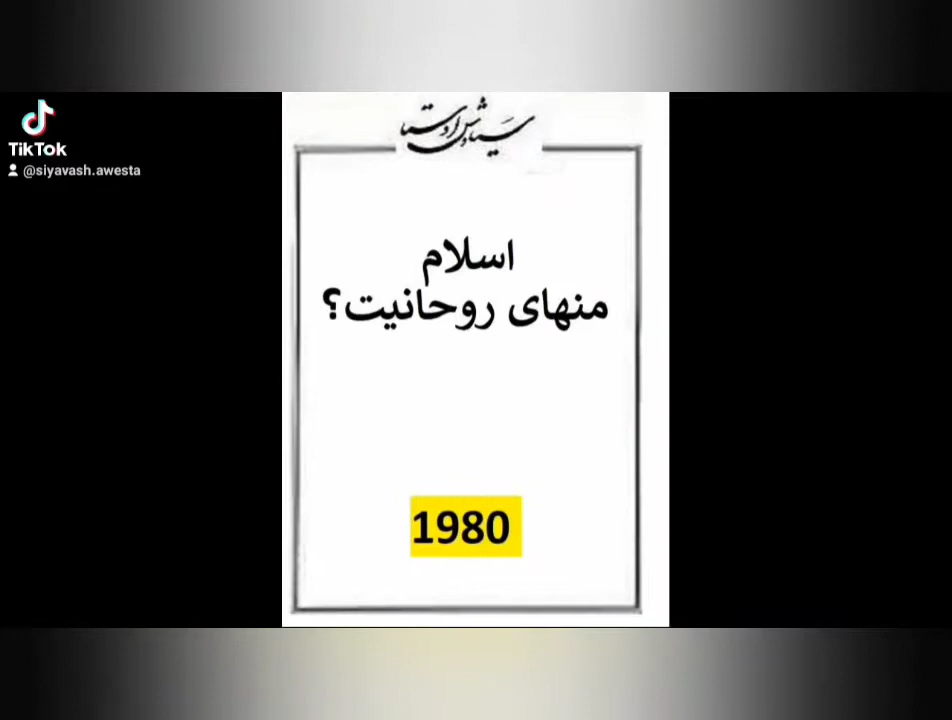 TikTok
@siyavash.awesta
سیاوش اوستا
اسلام
منهای روحانیت؟
1980